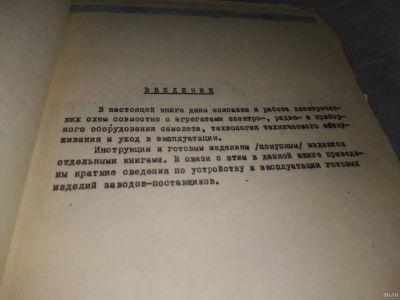 ВВЕДЕНИЕ
В настоящей книге даны описание и работа электричес-
ких схем совместно с агрегатами электро-, радио- и прибор-
ного оборудования самолета, технология технического обслу-
живания и уход в эксплуатации.
Инструкции и готовым изделиям /покупным/ издаются
отдельными книгами. В связи с этим в данной книге приведе-
ны краткие сведения по устройству и эксплуатации готовых
изделий заводов-поставщиков.
au.ru